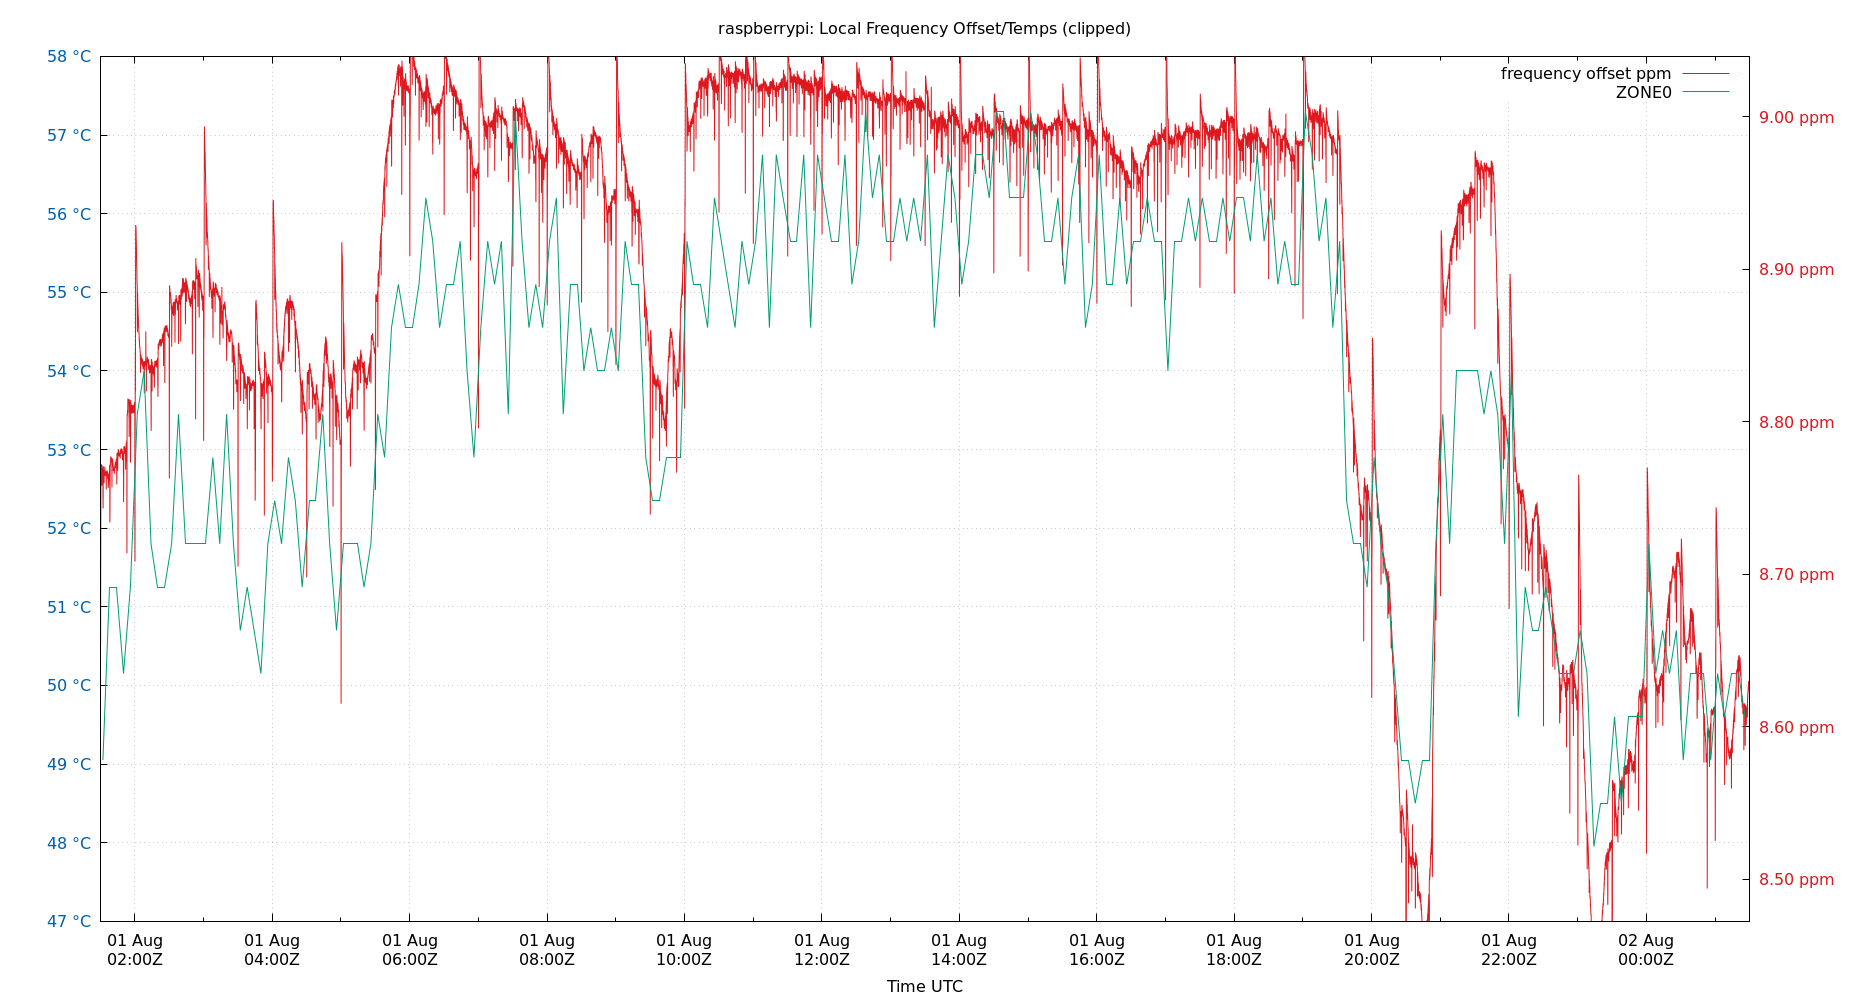 raspberrypi: Local Frequency Offset/Temps (clipped)
58 °C
57 °C
56 °C
55 °C
54 °C
53 °C
52 °C
51 °C
50 °C
49 °C
48 °C
47 °C
frequency offset ppm
ZONE0
9.00 ppm
8.90 ppm
8.80 ppm
8.70 ppm
8.60 ppm
8.50 ppm
01 Aug
02:00Z
01 Aug
04:00Z
01 Aug
06:00Z
01 Aug
08:00Z
01 Aug
10:00Z
01 Aug
12:00Z
01 Aug
14:00Z
01 Aug
16:00Z
01 Aug
18:00Z
01 Aug
20:00Z
01 Aug
22:00Z
02 Aug
00:00Z
Time UTC